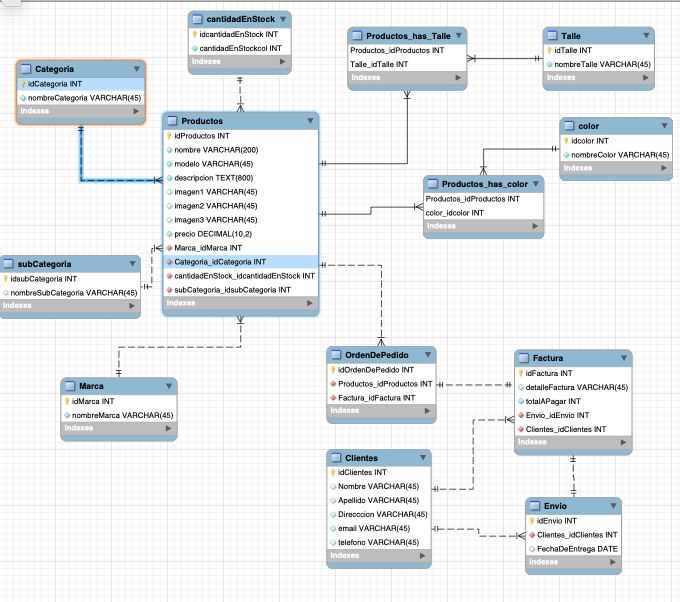 cantidadEnStock
idcantidadEnStock INT
cantidadEnStockcol INT
Indexes
Productos_has_Talle
Productos_idProductos INT
Talle_idTalle INT
Indexes
Talle
idTalle INT
nombreTalle VARCHAR(45)
Indexes
Categoria
idCategoria INT
nombreCategoria VARCHAR(45)
Indexes
Productos
idProductos INT
nombre VARCHAR(200)
modelo VARCHAR(45)
descripcion TEXT(800)
imagen1 VARCHAR(45)
imagen2 VARCHAR(45)
imagen3 VARCHAR(45)
precio DECIMAL(10,2)
Marca_idMarca INT
Categoria_idCategoria INT
cantidadEnStock_idcantidadEnStock INT
subCategoria_idsubCategoria INT
Indexes
color
idcolor INT
nombreColor VARCHAR(45)
Indexes
Productos_has_color
Productos_idProductos INT
color_idcolor INT
Indexes
subCategoria
idsubCategoria INT
nombreSubCategoria VARCHAR(45)
Indexes
Marca
idMarca INT
nombreMarca VARCHAR(45)
Indexes
OrdenDePedido
idOrdenDePedido INT
Productos_idProductos INT
Factura_idFactura INT
Indexes
Factura
idFactura INT
detalleFactura VARCHAR(45)
totalAPagar INT
Envio_idEnvio INT
Clientes_idClientes INT
Indexes
Clientes
idClientes INT
Nombre VARCHAR(45)
Apellido VARCHAR(45)
Direcccion VARCHAR(45)
email VARCHAR(45)
telefono VARCHAR(45)
Indexes
Envio
idEnvio INT
Clientes_idClientes INT
FechaDeEntrega DATE
Indexes